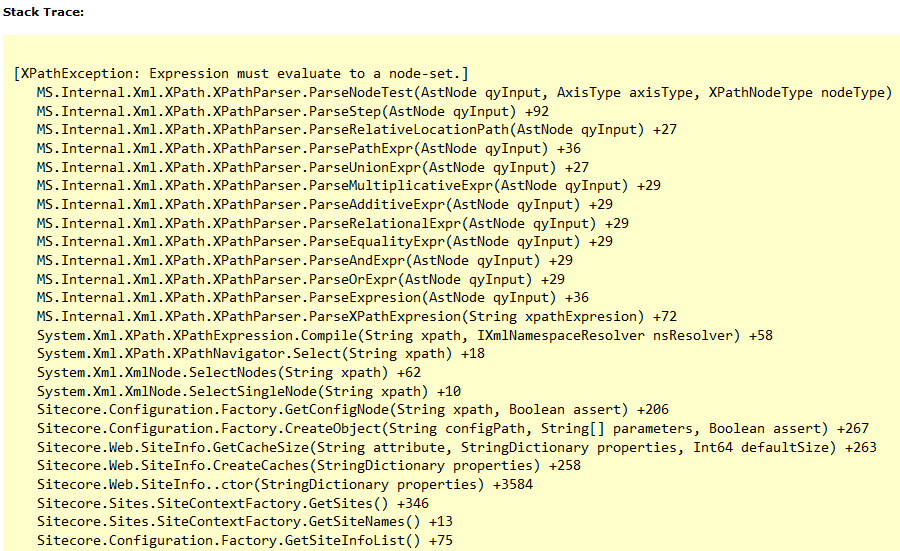 Stack Trace:
[XPathException: Expression must evaluate to a node-set.]
MS.Internal.Xml.XPath.XPathParser.ParseNodeTest(AstNode qyInput, AxisType axisType, XPathNodeType nodeType)
MS.Internal.Xml.XPath.XPathParser.ParseStep(AstNode qyInput) +92
MS.Internal.Xml.XPath.XPathParser.ParseRelativeLocationPath(AstNode qyInput) +27
MS.Internal.Xml.XPath.XPathParser.ParsePathExpr(AstNode qyInput) +36
MS.Internal.Xml.XPath.XPathParser.ParseUnionExpr(AstNode qyInput) +27
MS.Internal.Xml.XPath.XPathParser.ParseMultiplicativeExpr(AstNode qyInput) +29
MS.Internal.Xml.XPath.XPathParser.ParseAdditiveExpr(AstNode qyInput) +29
MS.Internal.Xml.XPath.XPathParser.ParseRelationalExpr(AstNode qyInput) +29
MS.Internal.Xml.XPath.XPathParser.ParseEqualityExpr(AstNode qyInput) +29
MS.Internal.Xml.XPath.XPathParser.ParseAndExpr(AstNode qyInput) +29
MS.Internal.Xml.XPath.XPathParser.ParseOrExpr(AstNode qyInput) +29
MS.Internal.Xml.XPath.XPathParser.ParseExpresion(AstNode qyInput) +36
MS.Internal.Xml.XPath.XPathParser.ParseXPathExpresion(String xpathExpresion) +72
System.Xml.XPath.XPathExpression.Compile(String xpath, IXmlNamespaceResolver nsResolver) +58
System.Xml.XPath.XPathNavigator.Select(String xpath) +18
System.Xml.XmlNode.SelectNodes(String xpath) +62
System.Xml.XmlNode.SelectSingleNode(String xpath) +10
Sitecore.Configuration.Factory.GetConfigNode(String xpath, Boolean assert) +206
Sitecore.Configuration.Factory.CreateObject(String configPath, String[] parameters, Boolean assert) +267
Sitecore.Web.SiteInfo.GetCacheSize(String attribute, StringDictionary properties, Int64 defaultSize) +263
Sitecore.Web.SiteInfo.CreateCaches(StringDictionary properties) +258
Sitecore.Web.SiteInfo..ctor(StringDictionary properties) +3584
Sitecore.Sites.SiteContextFactory.GetSites() +346
Sitecore.Sites.SiteContextFactory.GetSiteNames() +13
Sitecore.Configuration.Factory.GetSiteInfoList() +75